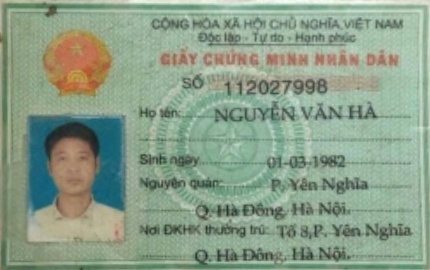 CỘNG HÒA XÃ HỘI CHỦ NGHĨA VIỆT NAM
Độc lập - Tự do - Hạnh phúc
GIẤY CHỨNG MINH NHÂN DÂN
SỐ 112027998
Họ tên: NGUYỄN VĂN HÀ
Sinh ngày 01-03-1982
Nguyên quán: P. Yên Nghĩa
Q. Hà Đông, Hà Nội.
Nơi ĐKHK thường trú: Tổ 8,P. Yên Nghĩa
Q. Hà Đông, Hà Nội.